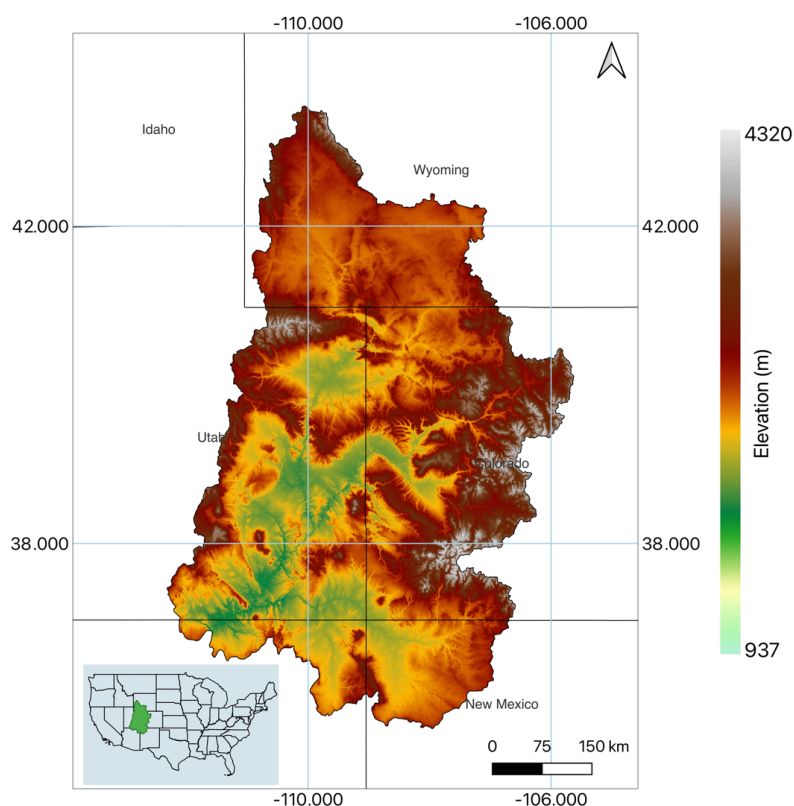 -110.000 -106.000
Idaho
Wyoming
4320
42.000 42.000
Elevation (m)
Utah
Colorado
38.000 38.000
937
New Mexico
0 75 150 km
-110.000 -106.000